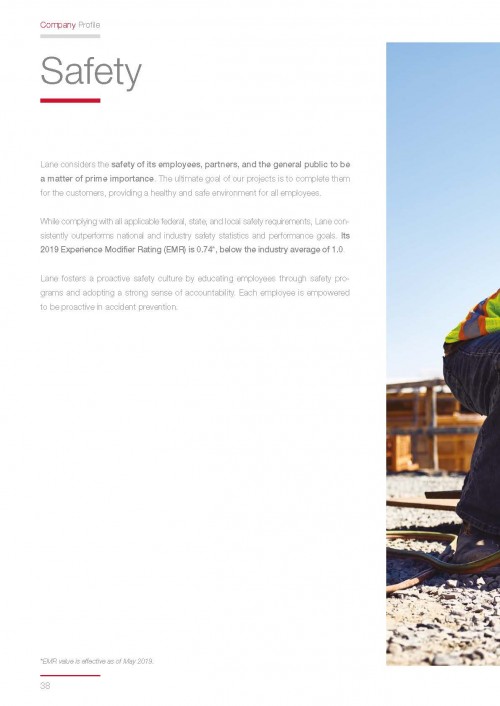 Company Profile
Safety
Lane considers the safety of its employees, partners, and the general public to be
a matter of prime importance. The ultimate goal of our projects is to complete them
for the customers, providing a healthy and safe environment for all employees.
While complying with all applicable federal, state, and local safety requirements, Lane con-
sistently outperforms national and industry safety statistics and performance goals. Its
2019 Experience Modifier Rating (EMR) is 0.74*, below the industry average of 1.0.
Lane fosters a proactive safety culture by educating employees through safety pro-
grams and adopting a strong sense of accountability. Each employee is empowered
to be proactive in accident prevention.
*EMR value is effective as of May 2019.
38